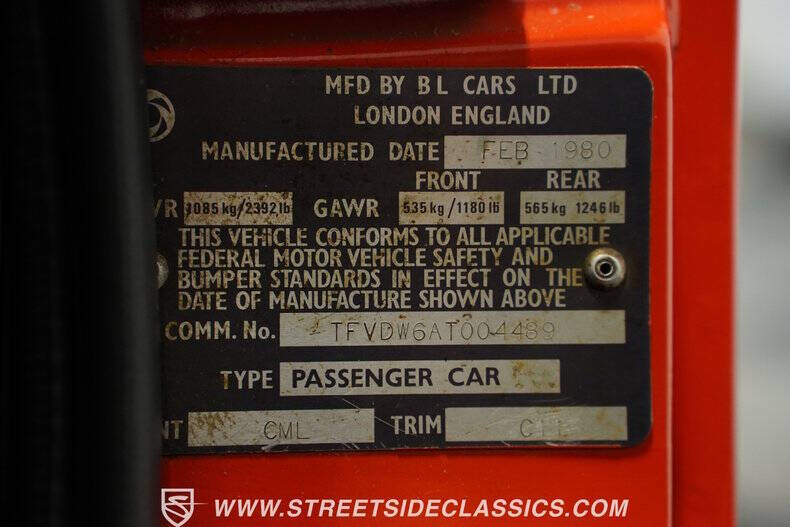 MFD BY BL CARS LTD
LONDON ENGLAND
MANUFACTURED DATE FEB 1980
FRONT REAR
VR 1085 kg/2392 lb GAWR 535 kg/1180 lb 565 kg 1246 lb
THIS VEHICLE CONFORMS TO ALL APPLICABLE
FEDERAL MOTOR VEHICLE SAFETY AND
BUMPER STANDARDS IN EFFECT ON THE
DATE OF MANUFACTURE SHOWN ABOVE
COMM. No. TFVDW6AT004489
TYPE PASSENGER CAR
NT CML TRIM
WWW.STREETSIDECLASSICS.COM